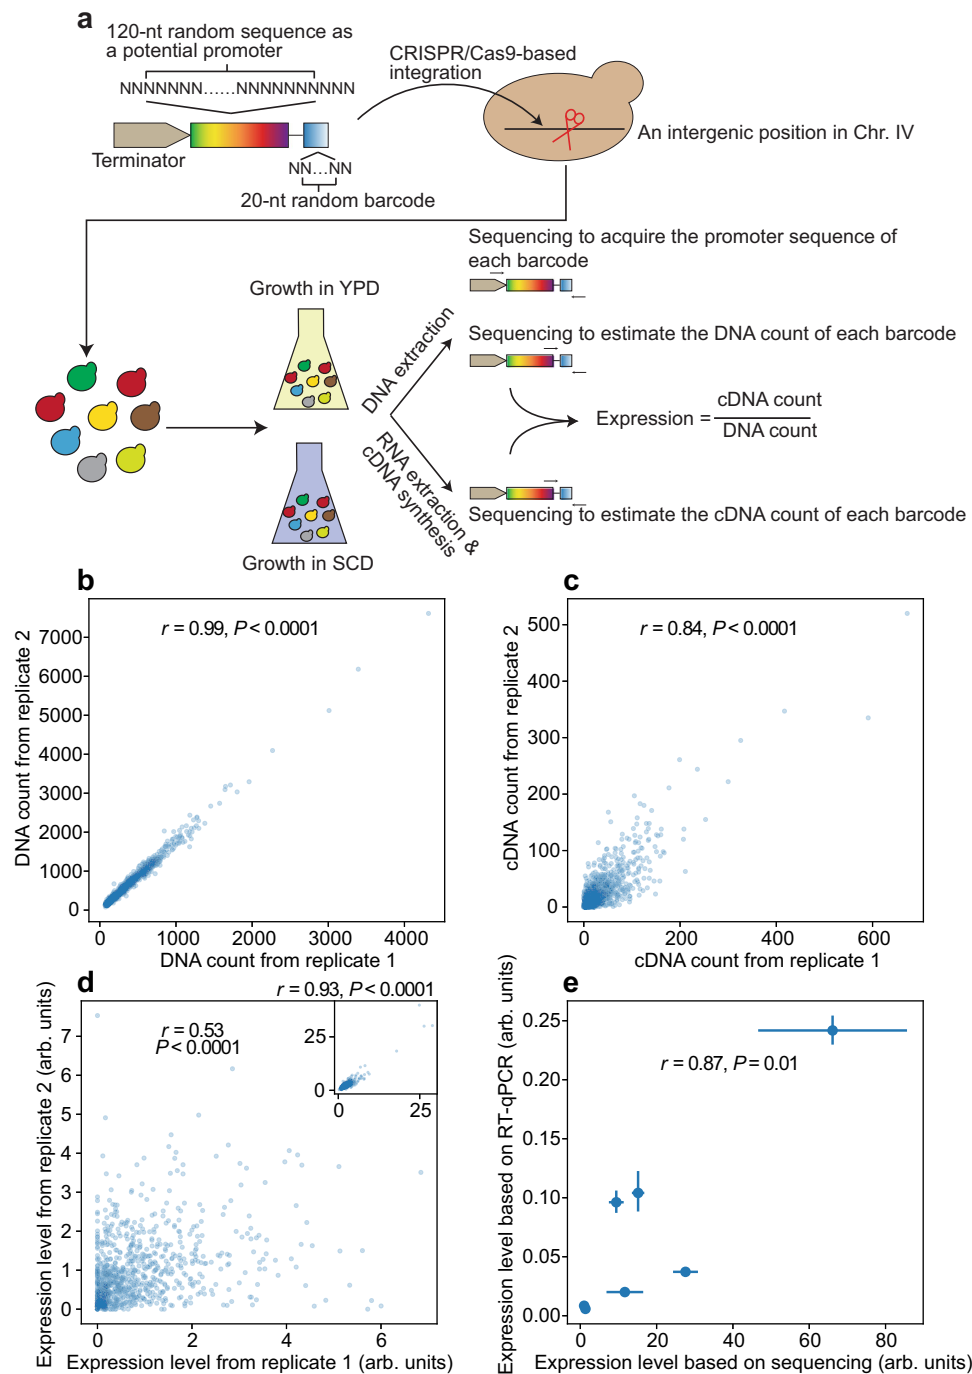 a
120-nt random sequence as
a potential promoter
NNNNNNN......NNNNNNNNNNN
Terminator
NN...NN
20-nt random barcode
CRISPR/Cas9-based
integration
An intergenic position in Chr. IV
Growth in YPD
Growth in SCD
DNA extraction
RNA extraction &
cDNA synthesis
Sequencing to acquire the promoter sequence of
each barcode
Sequencing to estimate the DNA count of each barcode
Expression = cDNA count
DNA count
Sequencing to estimate the cDNA count of each barcode
b
r = 0.99, P < 0.0001
DNA count from replicate 2
7000
6000
5000
4000
3000
2000
1000
0
0 1000 2000 3000 4000
DNA count from replicate 1
c
r = 0.84, P < 0.0001
cDNA count from replicate 2
500
400
300
200
100
0
0 200 400 600
cDNA count from replicate 1
d
r = 0.93, P < 0.0001
r = 0.53
P < 0.0001
25
0
0 25
Expression level from replicate 2 (arb. units)
7
6
5
4
3
2
1
0
0 2 4 6
Expression level from replicate 1 (arb. units)
e
r = 0.87, P = 0.01
Expression level based on RT-qPCR (arb. units)
0.25
0.20
0.15
0.10
0.05
0.00
0 20 40 60 80
Expression level based on sequencing (arb. units)